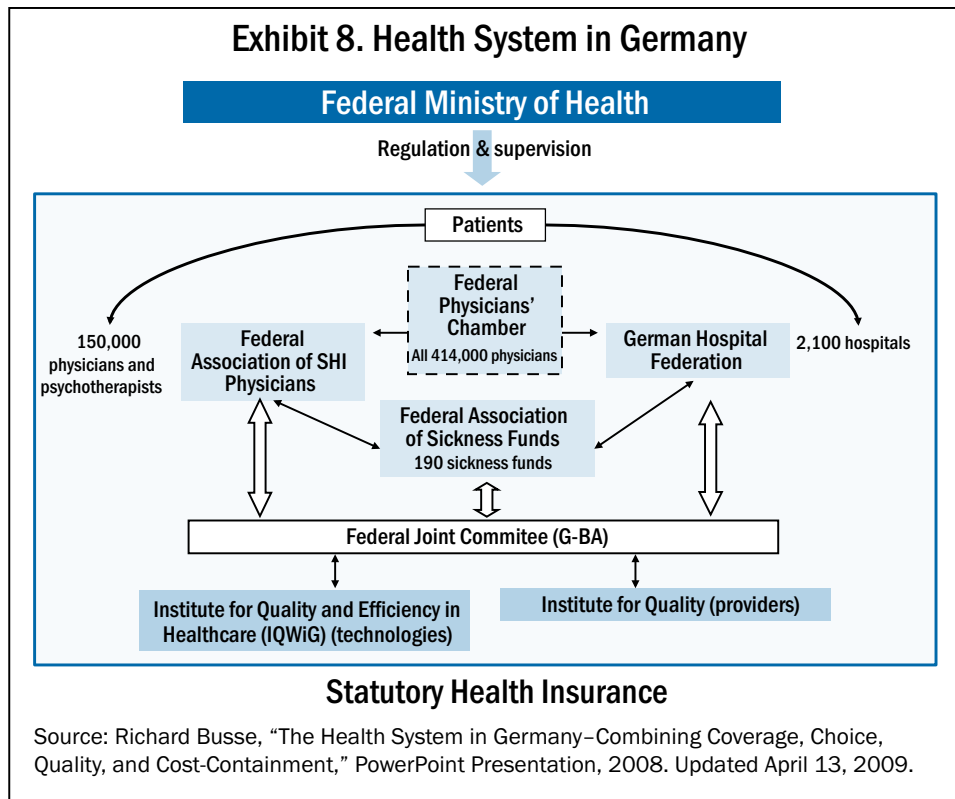 Exhibit 8. Health System in Germany
Federal Ministry of Health
Regulation & supervision
Patients
Federal
Physicians’
Chamber
All 414,000 physicians
150,000
physicians and
psychotherapists
Federal
Association of SHI
Physicians
German Hospital
Federation
2,100 hospitals
Federal Association
of Sickness Funds
190 sickness funds
Federal Joint Commitee (G-BA)
Institute for Quality and Efficiency in
Healthcare (IQWiG) (technologies)
Institute for Quality (providers)
Statutory Health Insurance
Source: Richard Busse, “The Health System in Germany–Combining Coverage, Choice,
Quality, and Cost-Containment,” PowerPoint Presentation, 2008. Updated April 13, 2009.